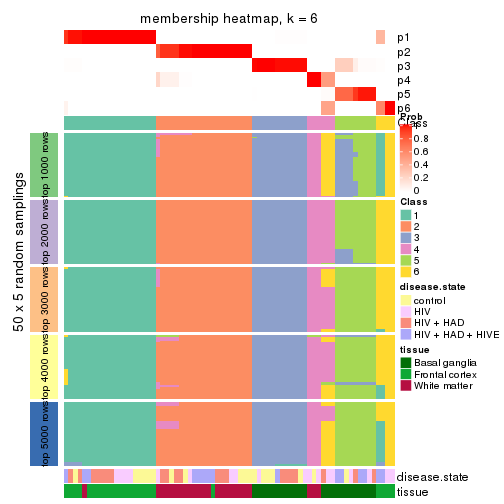 membership heatmap, k = 6
p1
p2
p3
p4
p5
p6
Class
50 x 5 random samplings
top 1000 rows
top 2000 rows
top 3000 rows
top 4000 rows
top 5000 rows
disease.state
tissue
Prob
1
0.8
0.6
0.4
0.2
0
Class
1
2
3
4
5
6
disease.state
control
HIV
HIV + HAD
HIV + HAD + HIVE
tissue
Basal ganglia
Frontal cortex
White matter